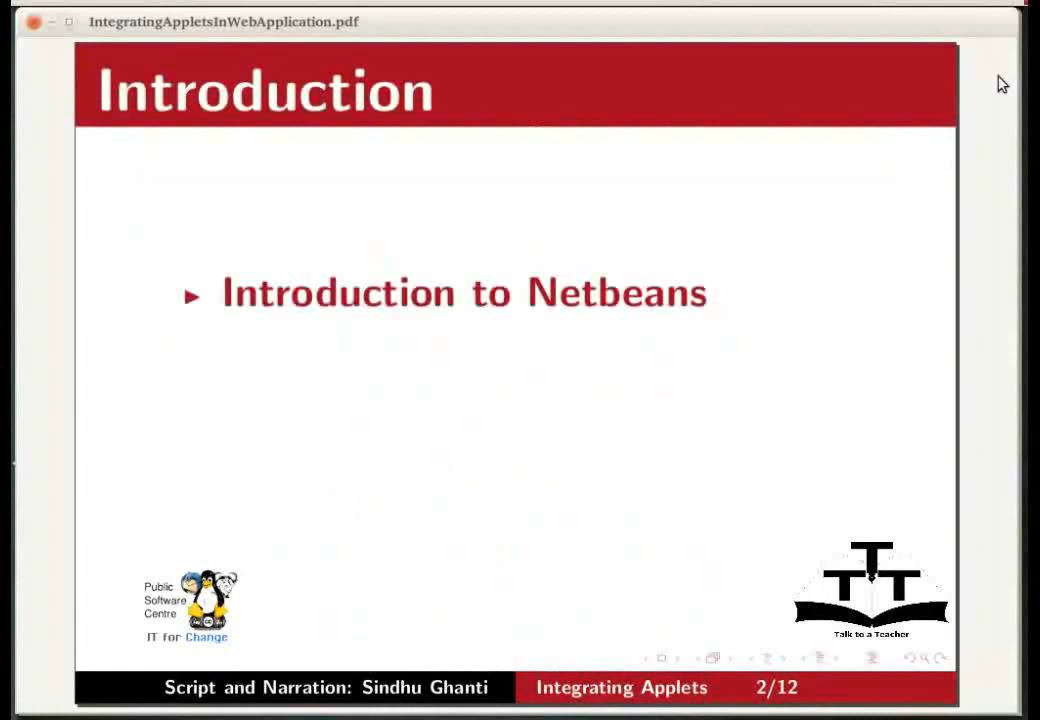 IntegratingAppletsInWebApplication.pdf
Introduction
Introduction to Netbeans
Public
Software
Centre
IT for Change
T
T T
Talk to a Teacher
Script and Narration: Sindhu Ghanti
Integrating Applets
2/12